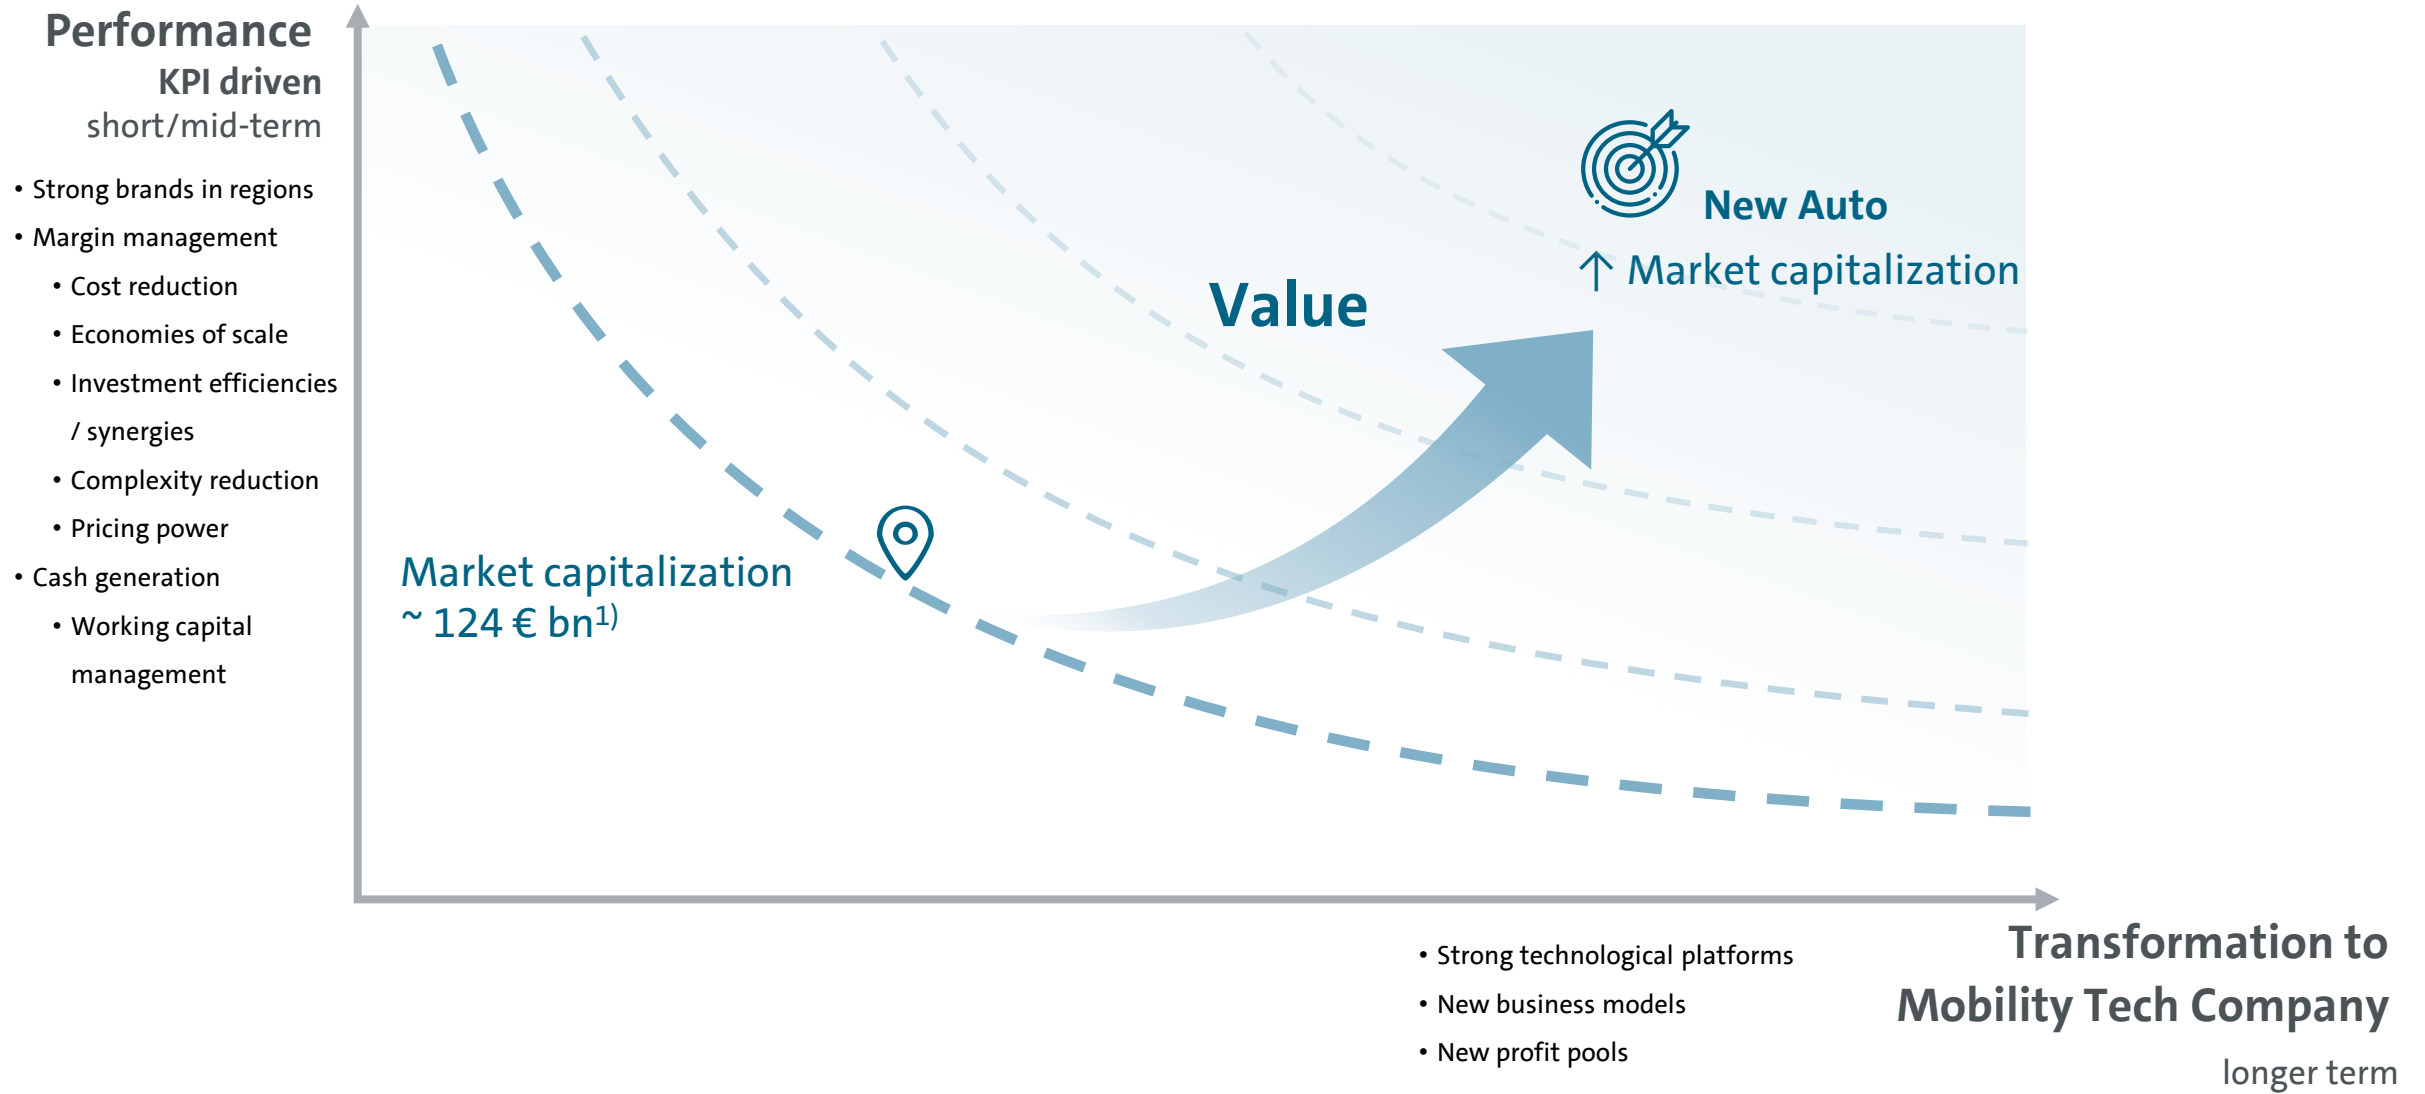 Performance
KPI driven
short/mid-term
• Strong brands in regions
• Margin management
• Cost reduction
• Economies of scale
• Investment efficiencies
/ synergies
• Complexity reduction
• Pricing power
• Cash generation
• Working capital
management
Market capitalization
~ 124 € bn1)
Value
New Auto
↑ Market capitalization
• Strong technological platforms
• New business models
• New profit pools
Transformation to
Mobility Tech Company
longer term